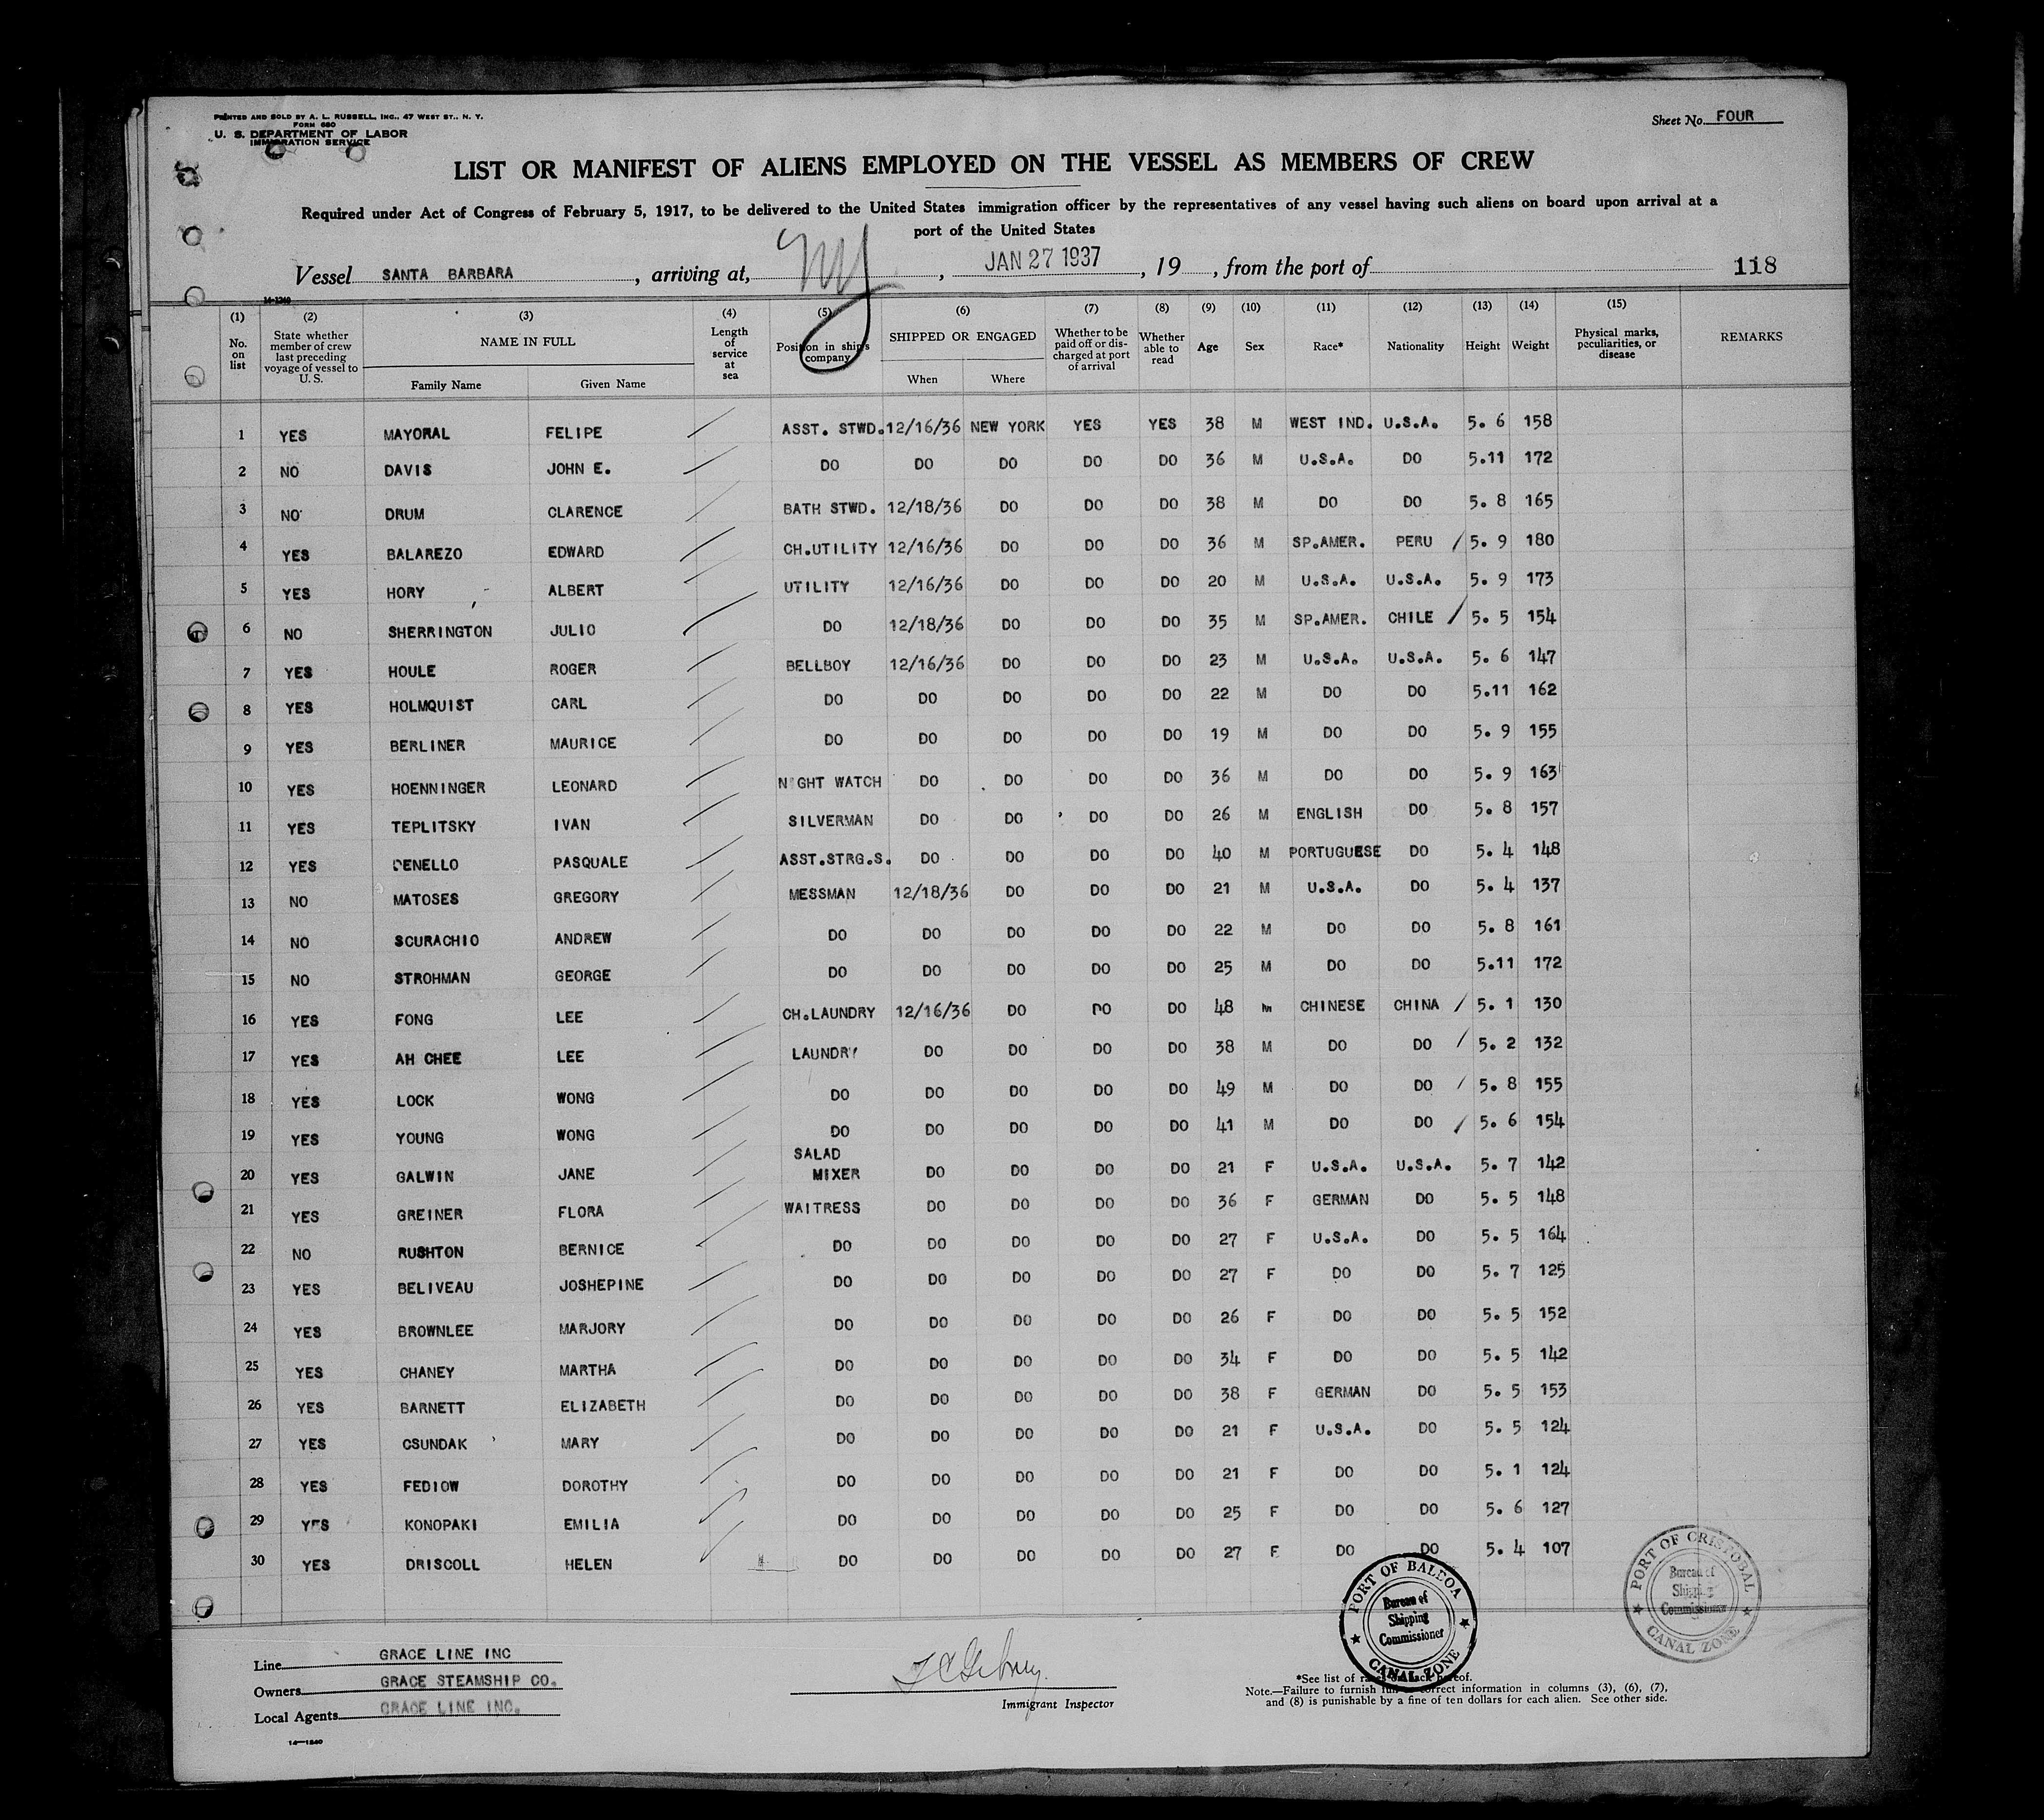 PRINTED AND SOLD BY A. L. RUSSELL, INC., 47 WEST ST., N. Y.
FORM 680
U. S. DEPARTMENT OF LABOR
IMMIGRATION SERVICE
Sheet No. FOUR
LIST OR MANIFEST OF ALIENS EMPLOYED ON THE VESSEL AS MEMBERS OF CREW
Required under Act of Congress of February 5, 1917, to be delivered to the United States immigration officer by the representatives of any vessel having such aliens on board upon arrival at a
port of the United States
Vessel SANTA BARBARA, arriving at, NY, JAN 27 1937, 19, from the port of 118
14-1240
(1) No. on list (2) State whether member of crew last preceding voyage of vessel to U. S. (3) NAME IN FULL Family Name Given Name (4) Length of service at sea (5) Position in ship's company (6) SHIPPED OR ENGAGED When Where (7) Whether to be paid off or discharged at port of arrival (8) Whether able to read (9) Age (10) Sex (11) Race* (12) Nationality (13) Height (14) Weight (15) Physical marks, peculiarities, or disease REMARKS
1 YES MAYORAL FELIPE / ASST. STWD. 12/16/36 NEW YORK YES YES 38 M WEST IND. U.S.A. 5. 6 158
2 NO DAVIS JOHN E. / DO DO DO DO DO 36 M U.S.A. DO 5.11 172
3 NO DRUM CLARENCE / BATH STWD. 12/18/36 DO DO DO 38 M DO DO 5. 8 165
4 YES BALAREZO EDWARD / CH.UTILITY 12/16/36 DO DO DO 36 M SP.AMER. PERU / 5. 9 180
5 YES HORY ALBERT / UTILITY 12/16/36 DO DO DO 20 M U.S.A. U.S.A. 5. 9 173
6 NO SHERRINGTON JULIO / DO 12/18/36 DO DO DO 35 M SP.AMER. CHILE / 5. 5 154
7 YES HOULE ROGER / BELLBOY 12/16/36 DO DO DO 23 M U.S.A. U.S.A. 5. 6 147
8 YES HOLMQUIST CARL / DO DO DO DO DO 22 M DO DO 5.11 162
9 YES BERLINER MAURICE / DO DO DO DO DO 19 M DO DO 5. 9 155
10 YES HOENNINGER LEONARD / NIGHT WATCH DO DO DO DO 36 M DO DO 5. 9 163
11 YES TEPLITSKY IVAN / SILVERMAN DO DO DO DO 26 M ENGLISH DO 5. 8 157
12 YES DENELLO PASQUALE / ASST.STRG.S. DO DO DO DO 40 M PORTUGUESE DO 5. 4 148
13 NO MATOSES GREGORY / MESSMAN 12/18/36 DO DO DO 21 M U.S.A. DO 5. 4 137
14 NO SCURACHIO ANDREW / DO DO DO DO DO 22 M DO DO 5. 8 161
15 NO STROHMAN GEORGE / DO DO DO DO DO 25 M DO DO 5.11 172
16 YES FONG LEE / CH.LAUNDRY 12/16/36 DO DO DO 48 M CHINESE CHINA / 5. 1 130
17 YES AH CHEE LEE / LAUNDRY DO DO DO DO 38 M DO DO / 5. 2 132
18 YES LOCK WONG / DO DO DO DO DO 49 M DO DO / 5. 8 155
19 YES YOUNG WONG / DO DO DO DO DO 41 M DO DO / 5. 6 154
20 YES GALWIN JANE / SALAD MIXER DO DO DO DO 21 F U.S.A. U.S.A. 5. 7 142
21 YES GREINER FLORA / WAITRESS DO DO DO DO 36 F GERMAN DO 5. 5 148
22 NO RUSHTON BERNICE / DO DO DO DO DO 27 F U.S.A. DO 5. 5 164
23 YES BELIVEAU JOSHEPINE / DO DO DO DO DO 27 F DO DO 5. 7 125
24 YES BROWNLEE MARJORY / DO DO DO DO DO 26 F DO DO 5. 5 152
25 YES CHANEY MARTHA / DO DO DO DO DO 34 F DO DO 5. 5 142
26 YES BARNETT ELIZABETH / DO DO DO DO DO 38 F GERMAN DO 5. 5 153
27 YES CSUNDAK MARY / DO DO DO DO DO 21 F U.S.A. DO 5. 5 124
28 YES FEDIOW DOROTHY / DO DO DO DO DO 21 F DO DO 5. 1 124
29 YES KONOPAKI EMILIA / DO DO DO DO DO 25 F DO DO 5. 6 127
30 YES DRISCOLL HELEN / DO DO DO DO DO 27 F DO DO 5. 4 107
PORT OF BALBOA
Bureau of
Shipping
Commissioner
CANAL ZONE
PORT OF CRISTOBAL
Bureau of
Shipping
Commissioner
CANAL ZONE
Line GRACE LINE INC
Owners GRACE STEAMSHIP CO.
Local Agents GRACE LINE INC.
14-1240
Immigrant Inspector
*See list of races on back hereof.
Note.—Failure to furnish full or correct information in columns (3), (6), (7),
and (8) is punishable by a fine of ten dollars for each alien. See other side.